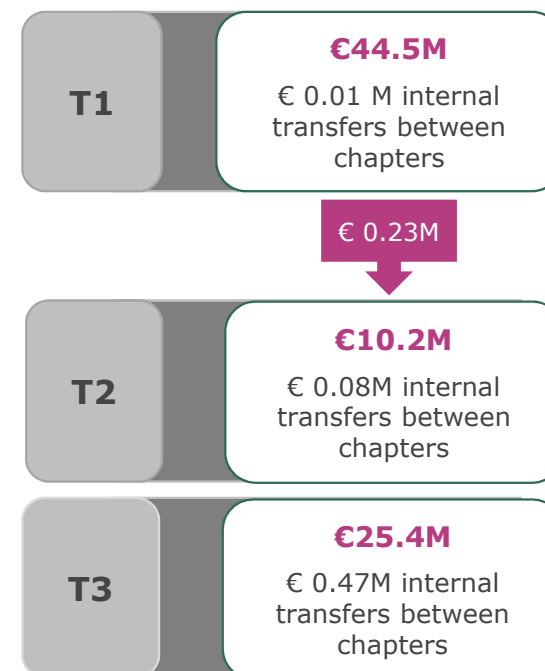 T1
€44.5M
€ 0.01 M internal
transfers between
chapters
€ 0.23M
T2
€10.2M
€ 0.08M internal
transfers between
chapters
T3
€25.4M
€ 0.47M internal
transfers between
chapters